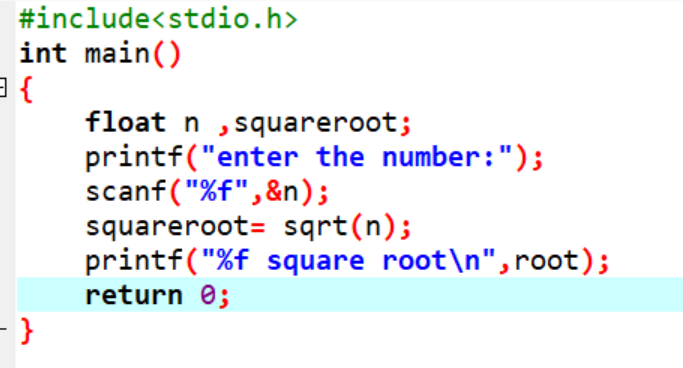 #include<stdio.h>
int main()
{
    float n ,squareroot;
    printf("enter the number:");
    scanf("%f",&n);
    squareroot= sqrt(n);
    printf("%f square root\n",root);
    return 0;
}